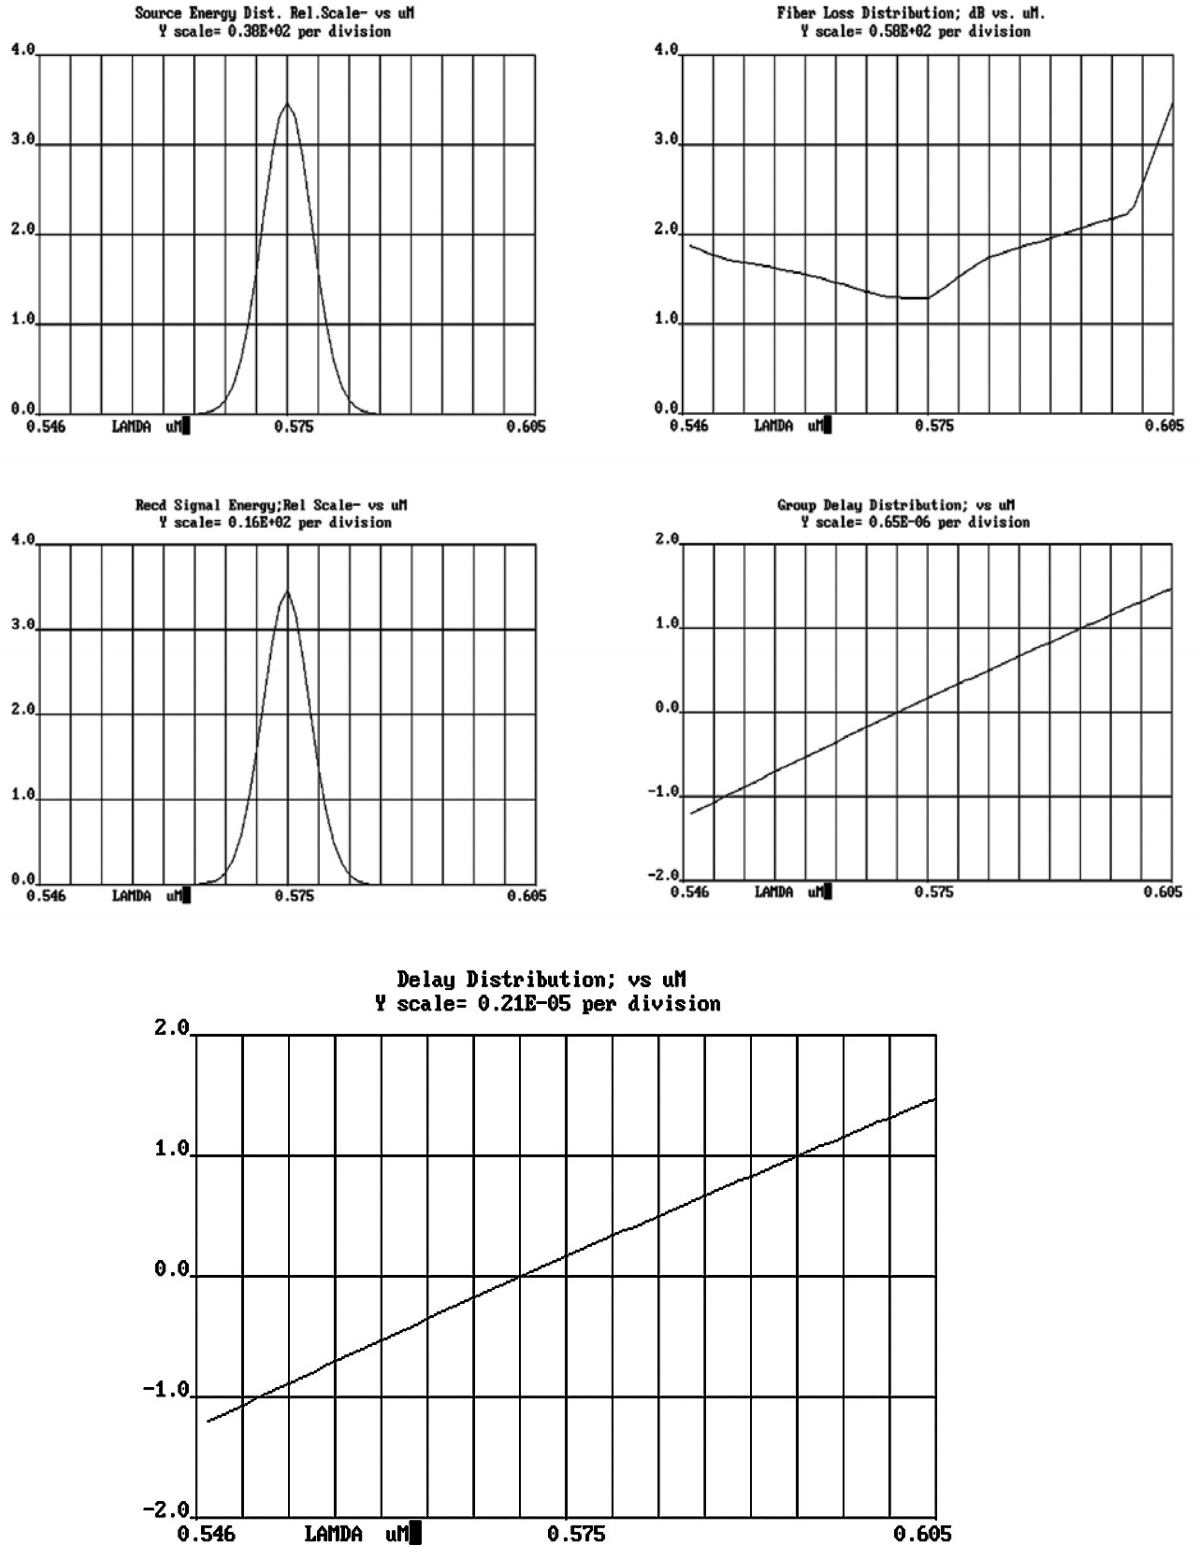 Source Energy Dist. Rel.Scale- vs uM
Y scale= 0.38E+02 per division
4.0
3.0
2.0
1.0
0.0
0.546 LAMDA uM 0.575 0.605
Fiber Loss Distribution; dB vs. uM.
Y scale= 0.58E+02 per division
4.0
3.0
2.0
1.0
0.0
0.546 LAMDA uM 0.575 0.605
Recd Signal Energy;Rel Scale- vs uM
Y scale= 0.16E+02 per division
4.0
3.0
2.0
1.0
0.0
0.546 LAMDA uM 0.575 0.605
Group Delay Distribution; vs uM
Y scale= 0.65E-06 per division
2.0
1.0
0.0
-1.0
-2.0
0.546 LAMDA uM 0.575 0.605
Delay Distribution; vs uM
Y scale= 0.21E-05 per division
2.0
1.0
0.0
-1.0
-2.0
0.546 LAMDA uM 0.575 0.605